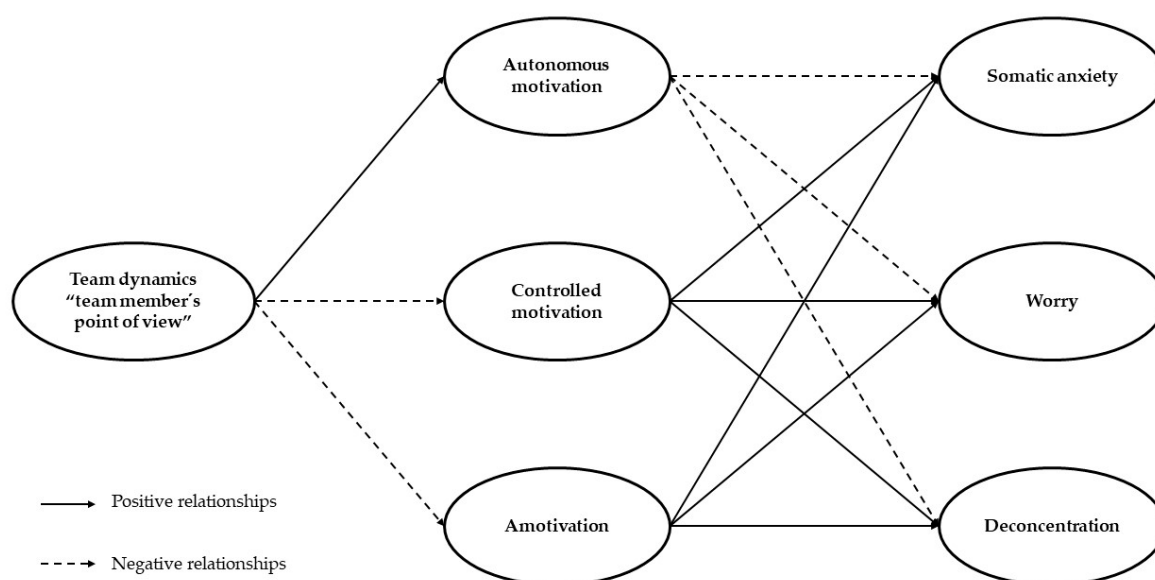 Autonomous
motivation
Somatic anxiety
Team dynamics
“team member´s
point of view”
Controlled
motivation
Worry
Amotivation
Deconcentration
Positive relationships
Negative relationships